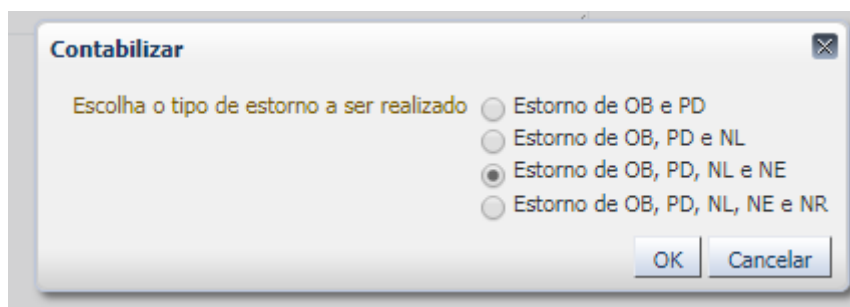 Contabilizar
Escolha o tipo de estorno a ser realizado Estorno de OB e PD
Estorno de OB, PD e NL
Estorno de OB, PD, NL e NE
Estorno de OB, PD, NL, NE e NR
OK Cancelar